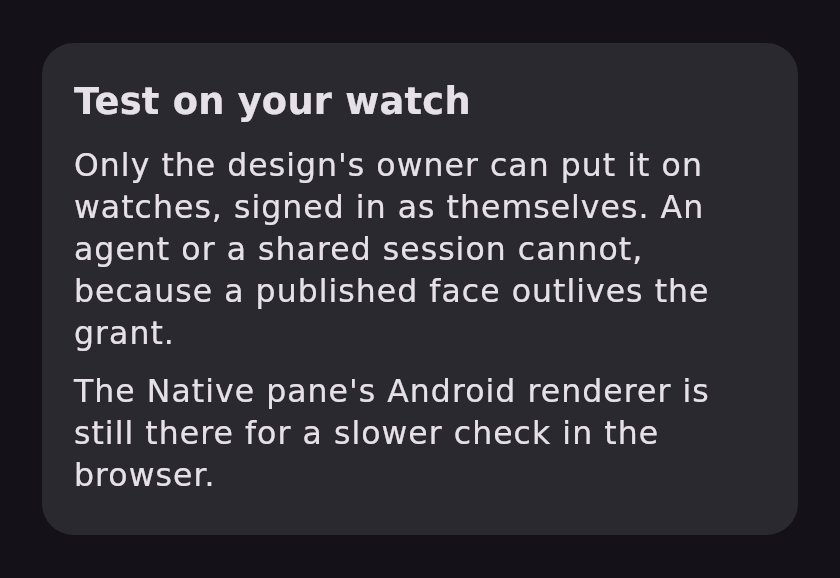 Test on your watch
Only the design's owner can put it on
watches, signed in as themselves. An
agent or a shared session cannot,
because a published face outlives the
grant.
The Native pane's Android renderer is
still there for a slower check in the
browser.